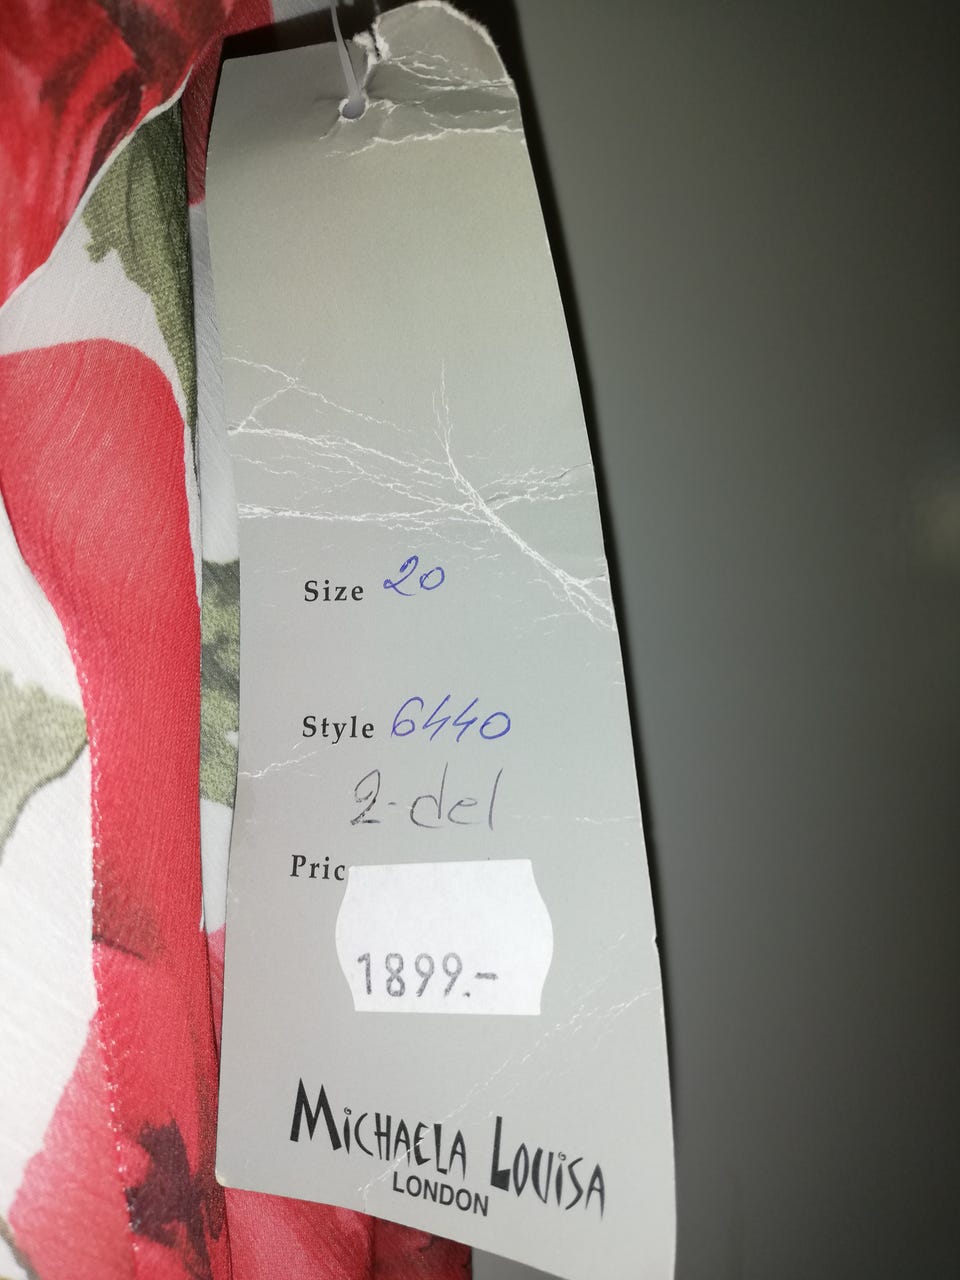 Size 20
Style 6440
2-del
Pric
1899.-
MiCHAELA LOUiSA
LONDON